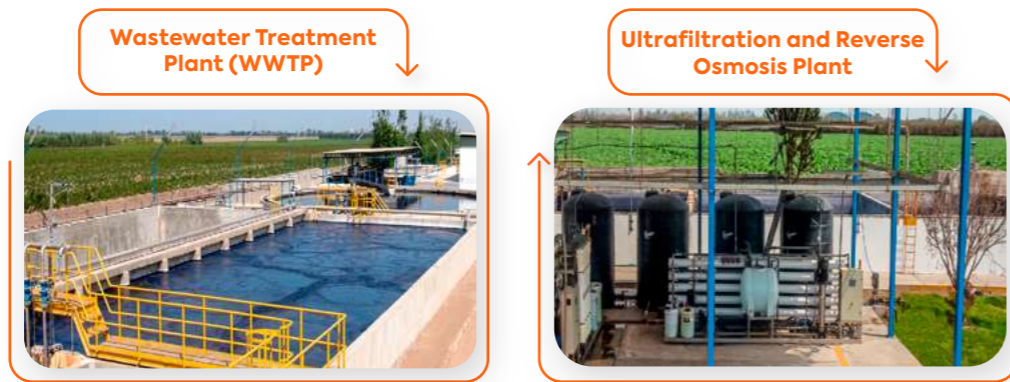 Wastewater Treatment
Plant (WWTP)
Ultrafiltration and Reverse
Osmosis Plant